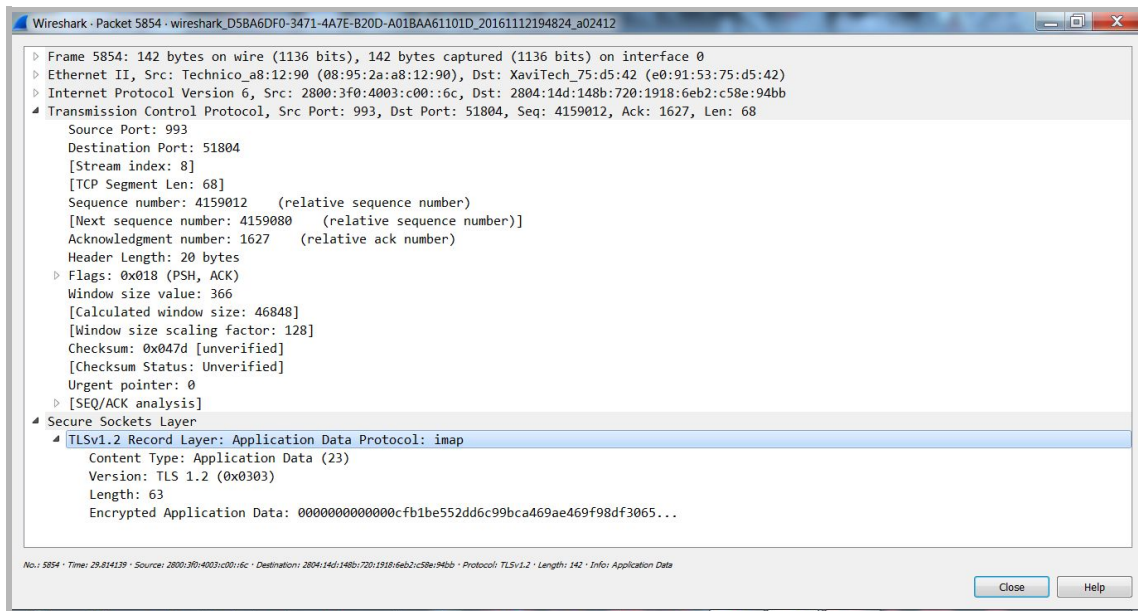 Wireshark · Packet 5854 · wireshark_D5BA6DF0-3471-4A7E-B20D-A01BAA61101D_20161112194824_a02412
Frame 5854: 142 bytes on wire (1136 bits), 142 bytes captured (1136 bits) on interface 0
Ethernet II, Src: Technico_a8:12:90 (08:95:2a:a8:12:90), Dst: XaviTech_75:d5:42 (e0:91:53:75:d5:42)
Internet Protocol Version 6, Src: 2800:3f0:4003:c00::6c, Dst: 2804:14d:148b:720:1918:6eb2:c58e:94bb
Transmission Control Protocol, Src Port: 993, Dst Port: 51804, Seq: 4159012, Ack: 1627, Len: 68
Source Port: 993
Destination Port: 51804
[Stream index: 8]
[TCP Segment Len: 68]
Sequence number: 4159012    (relative sequence number)
[Next sequence number: 4159080    (relative sequence number)]
Acknowledgment number: 1627    (relative ack number)
Header Length: 20 bytes
Flags: 0x018 (PSH, ACK)
Window size value: 366
[Calculated window size: 46848]
[Window size scaling factor: 128]
Checksum: 0x047d [unverified]
[Checksum Status: Unverified]
Urgent pointer: 0
[SEQ/ACK analysis]
Secure Sockets Layer
TLSv1.2 Record Layer: Application Data Protocol: imap
Content Type: Application Data (23)
Version: TLS 1.2 (0x0303)
Length: 63
Encrypted Application Data: 0000000000000cfb1be552dd6c99bca469ae469f98df3065...
No.: 5854 · Time: 29.814139 · Source: 2800:3f0:4003:c00::6c · Destination: 2804:14d:148b:720:1918:6eb2:c58e:94bb · Protocol: TLSv1.2 · Length: 142 · Info: Application Data
Close
Help